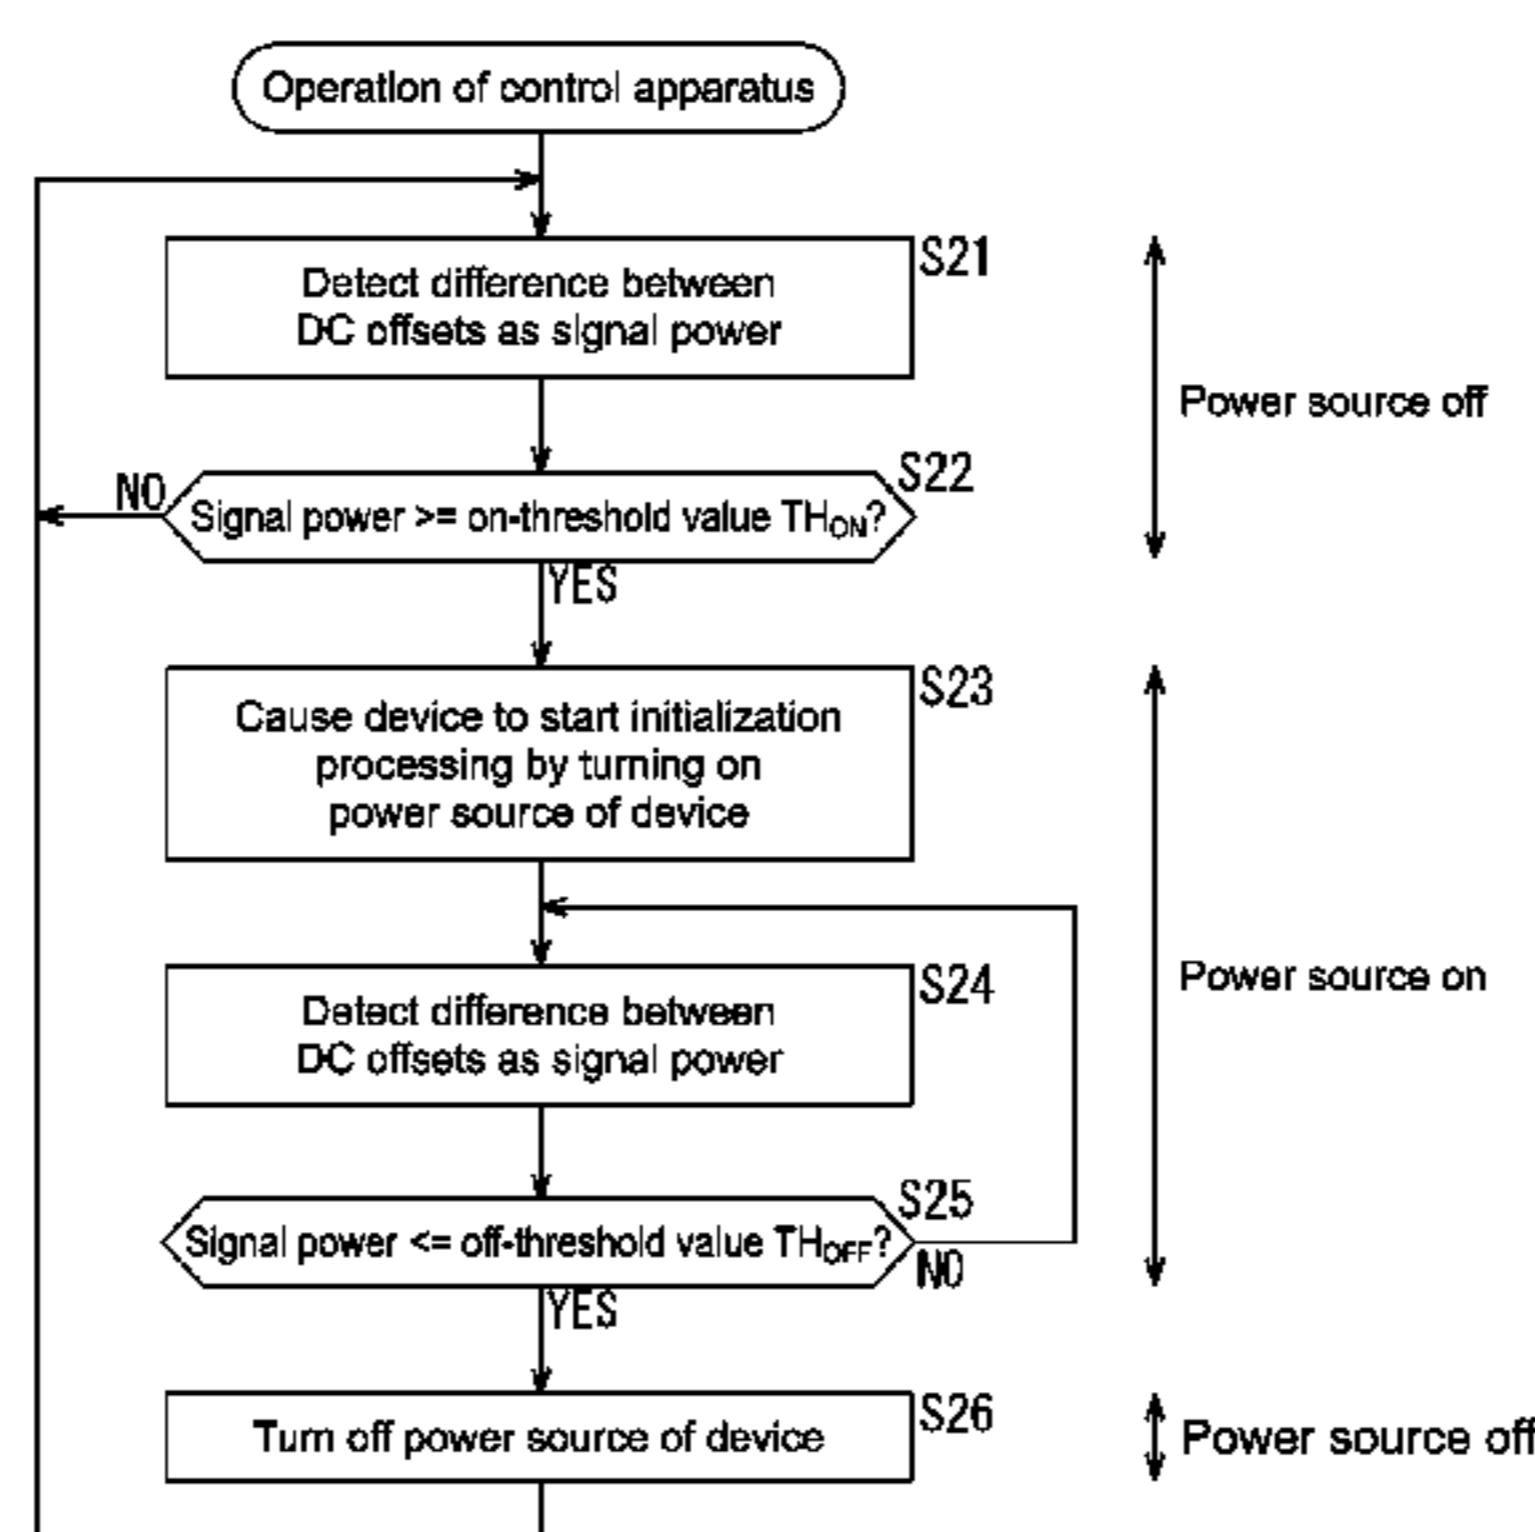 Operation of control apparatus
S21
Detect difference between
DC offsets as signal power
Power source off
NO
S22
Signal power >= on-threshold value THON?
YES
S23
Cause device to start initialization
processing by turning on
power source of device
Power source on
S24
Detect difference between
DC offsets as signal power
S25
Signal power <= off-threshold value THOFF?
NO
YES
S26
Turn off power source of device
Power source off